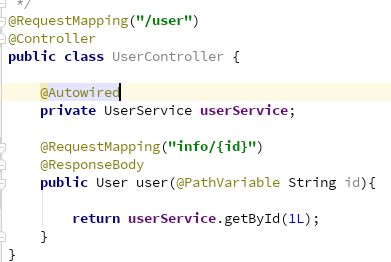 */
@RequestMapping("/user")
@Controller
public class UserController {
@Autowired
private UserService userService;
@RequestMapping("info/{id}")
@ResponseBody
public User user(@PathVariable String id){
return userService.getById(1L);
}
}